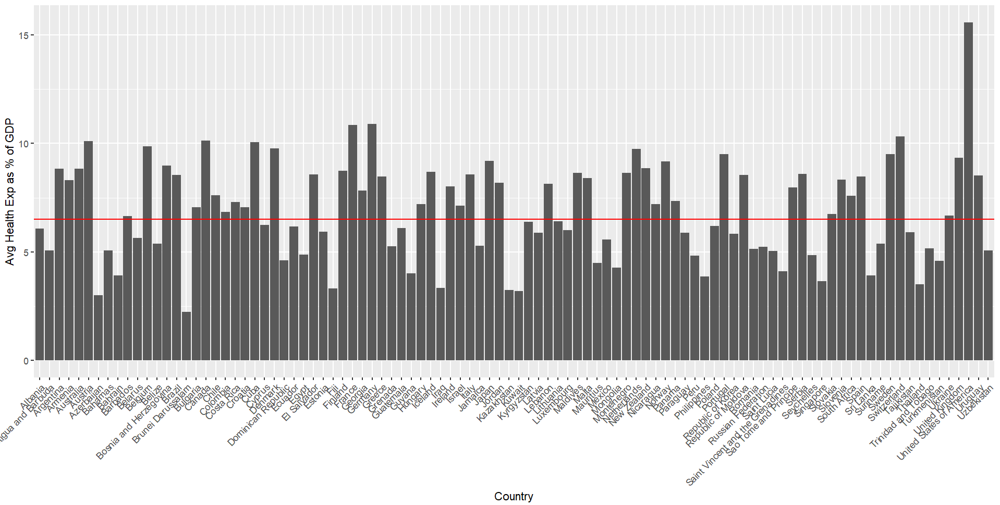 Avg Health Exp as % of GDP
15
10
5
0
Albania
igua and Barbuda
Argentina
Armenia
Australia
Austria
Azerbaijan
Bahamas
Bahrain
Barbados
Belarus
Belgium
Belize
Bosnia and Herzegovina
Brazil
Brunei Darussalam
Bulgaria
Canada
Chile
Colombia
Costa Rica
Croatia
Cuba
Cyprus
Denmark
Dominican Republic
Ecuador
Egypt
El Salvador
Estonia
Fiji
Finland
France
Georgia
Germany
Greece
Grenada
Guatemala
Guyana
Hungary
Iceland
Iraq
Ireland
Israel
Italy
Jamaica
Japan
Jordan
Kazakhstan
Kuwait
Kyrgyzstan
Latvia
Lebanon
Lithuania
Luxembourg
Maldives
Malta
Mauritius
Mexico
Mongolia
Montenegro
Netherlands
New Zealand
Nicaragua
Norway
Panama
Paraguay
Peru
Philippines
Poland
Portugal
Republic of Korea
Republic of Moldova
Romania
Russian Federation
Saint Lucia
Saint Vincent and the Grenadines
Sao Tome and Principe
Serbia
Seychelles
Singapore
Slovakia
Slovenia
South Africa
Spain
Sri Lanka
Suriname
Sweden
Switzerland
Tajikistan
Thailand
Trinidad and Tobago
Turkmenistan
Ukraine
United Kingdom
United States of America
Uruguay
Uzbekistan
Country